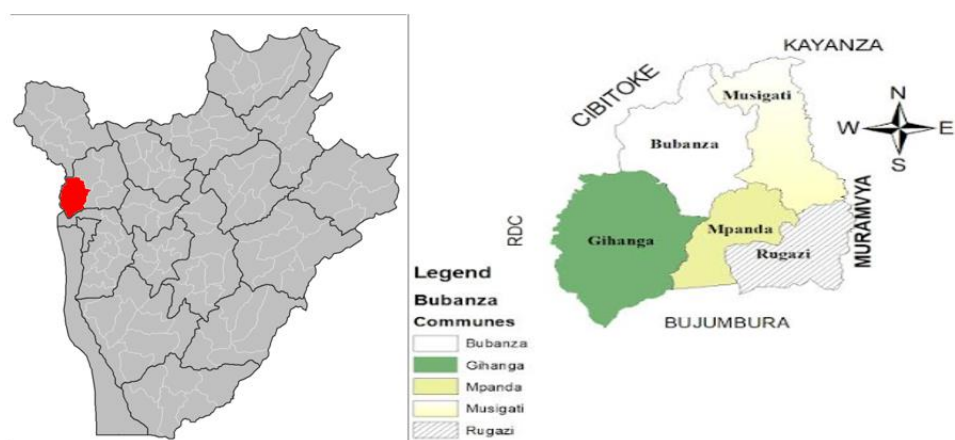 KAYANZA
CIBITOKE
Musigati
N
W E
S
Bubanza
MURAMVYA
RDC
Gihanga
Mpanda
Rugazi
BUJUMBURA
Legend
Bubanza
Communes
Bubanza
Gihanga
Mpanda
Musigati
Rugazi